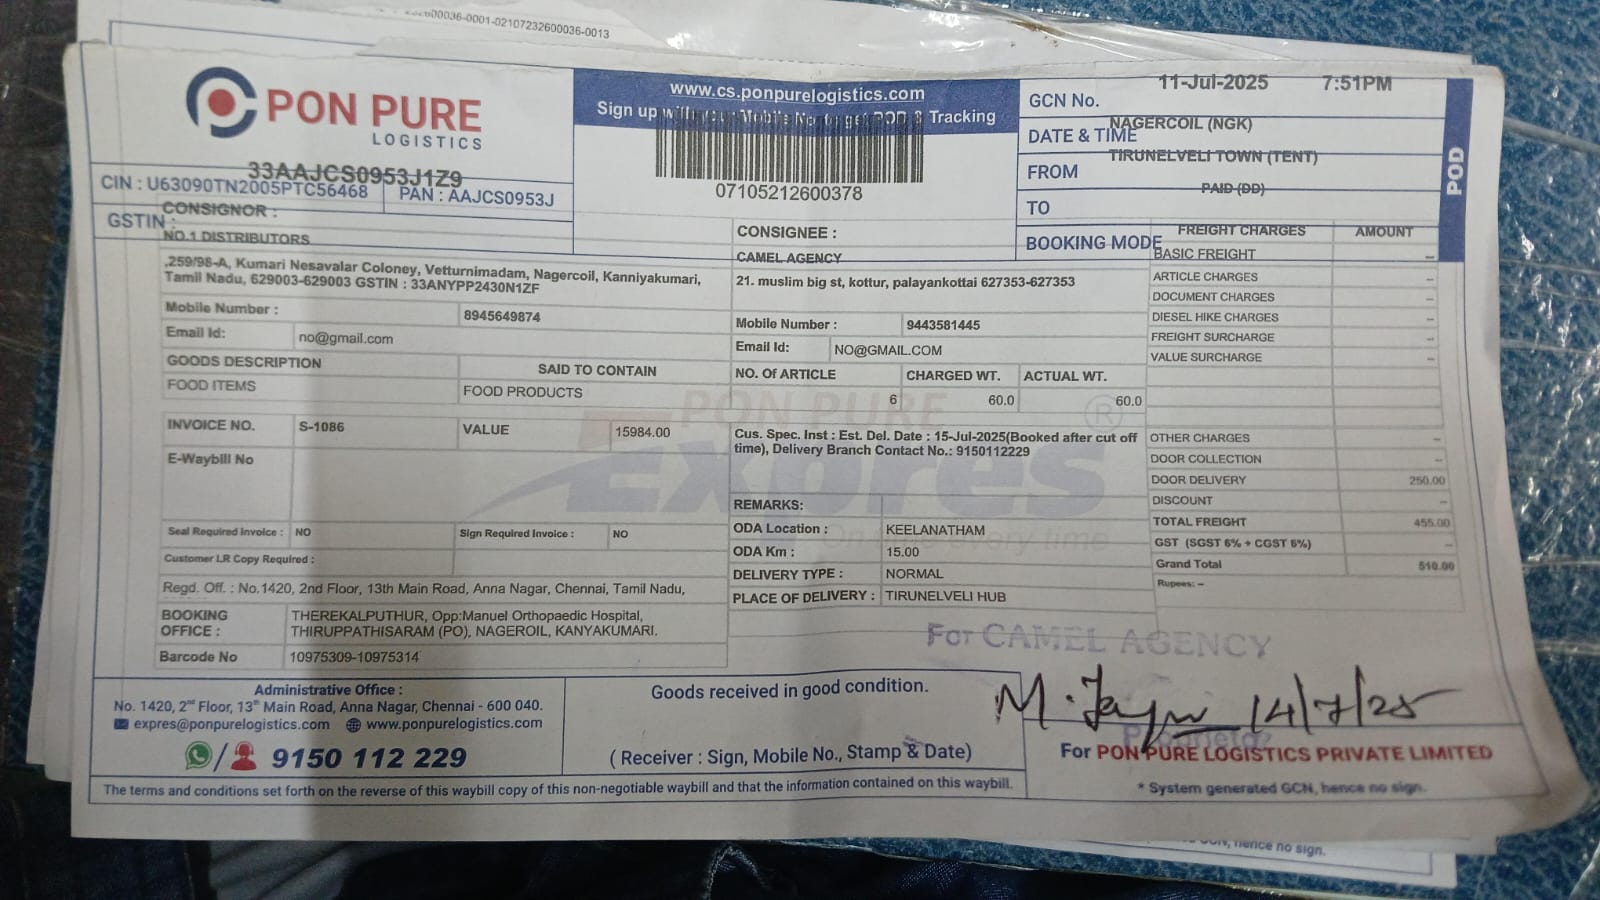 36-0001-02107232600036-0013
PON PURE
LOGISTICS
33AAJCS0953J1Z9
CIN : U63090TN2005PTC56468
PAN : AAJCS0953J
GSTIN :
www.cs.ponpurelogistics.com
Sign up with your Mobile No to get POD & Tracking
07105212600378
11-Jul-2025 7:51PM
GCN No.
NAGERCOIL (NGK)
DATE & TIME
TIRUNELVELI TOWN (TENT)
FROM
PAID (DD)
TO
BOOKING MODE
POD
CONSIGNOR :
NO.1 DISTRIBUTORS
,259/98-A, Kumari Nesavalar Coloney, Vetturnimadam, Nagercoil, Kanniyakumari,
Tamil Nadu, 629003-629003 GSTIN : 33ANYPP2430N1ZF
Mobile Number : 8945649874
Email Id: no@gmail.com
GOODS DESCRIPTION SAID TO CONTAIN
FOOD ITEMS FOOD PRODUCTS
INVOICE NO. S-1086 VALUE 15984.00
E-Waybill No
Seal Required Invoice : NO Sign Required Invoice : NO
Customer LR Copy Required :
Regd. Off. : No.1420, 2nd Floor, 13th Main Road, Anna Nagar, Chennai, Tamil Nadu,
BOOKING OFFICE : THEREKALPUTHUR, Opp:Manuel Orthopaedic Hospital,
THIRUPPATHISARAM (PO), NAGEROIL, KANYAKUMARI.
Barcode No 10975309-10975314
CONSIGNEE :
CAMEL AGENCY
21. muslim big st, kottur, palayankottai 627353-627353
Mobile Number : 9443581445
Email Id: NO@GMAIL.COM
NO. Of ARTICLE CHARGED WT. ACTUAL WT.
6 60.0 60.0
PON PURE
Expres
On time every time
Cus. Spec. Inst : Est. Del. Date : 15-Jul-2025(Booked after cut off
time), Delivery Branch Contact No.: 9150112229
REMARKS:
ODA Location : KEELANATHAM
ODA Km : 15.00
DELIVERY TYPE : NORMAL
PLACE OF DELIVERY : TIRUNELVELI HUB
FREIGHT CHARGES AMOUNT
BASIC FREIGHT --
ARTICLE CHARGES --
DOCUMENT CHARGES --
DIESEL HIKE CHARGES --
FREIGHT SURCHARGE --
VALUE SURCHARGE --
OTHER CHARGES --
DOOR COLLECTION --
DOOR DELIVERY 250.00
DISCOUNT --
TOTAL FREIGHT 455.00
GST (SGST 6% + CGST 6%) --
Grand Total 510.00
Rupees: --
For CAMEL AGENCY
14/7/25
Proprietor
Administrative Office :
No. 1420, 2nd Floor, 13th Main Road, Anna Nagar, Chennai - 600 040.
expres@ponpurelogistics.com www.ponpurelogistics.com
9150 112 229
Goods received in good condition.
( Receiver : Sign, Mobile No., Stamp & Date)
For PON PURE LOGISTICS PRIVATE LIMITED
* System generated GCN, hence no sign.
The terms and conditions set forth on the reverse of this waybill copy of this non-negotiable waybill and that the information contained on this waybill.
hence no sign.